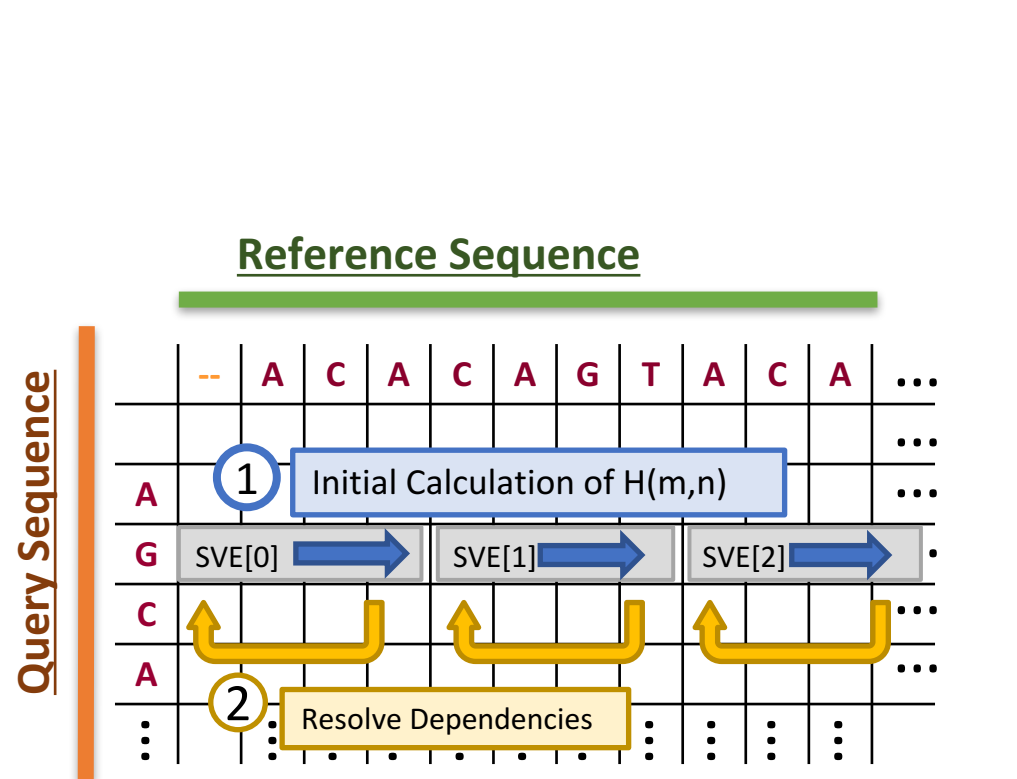 Reference Sequence
Query Sequence
-- A C A C A G T A C A ...
...
1 Initial Calculation of H(m,n)
A ...
G SVE[0] SVE[1] SVE[2] .
C ...
A ...
2 Resolve Dependencies